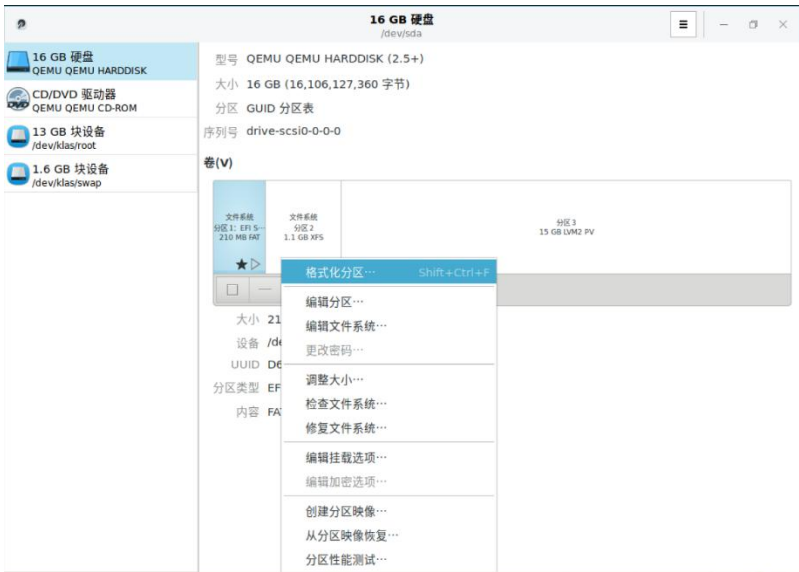 16 GB 硬盘
/dev/sda
16 GB 硬盘
QEMU QEMU HARDDISK
CD/DVD 驱动器
QEMU QEMU CD-ROM
13 GB 块设备
/dev/klas/root
1.6 GB 块设备
/dev/klas/swap
型号 QEMU QEMU HARDDISK (2.5+)
大小 16 GB (16,106,127,360 字节)
分区 GUID 分区表
序列号 drive-scsi0-0-0-0
卷(V)
文件系统
分区 1: EFI S…
210 MB FAT
文件系统
分区 2
1.1 GB XFS
分区 3
15 GB LVM2 PV
大小 21
设备 /de
UUID D6
分区类型 EF
内容 FA
格式化分区… Shift+Ctrl+F
编辑分区…
编辑文件系统…
更改密码…
调整大小…
检查文件系统…
修复文件系统…
编辑挂载选项…
编辑加密选项…
创建分区映像…
从分区映像恢复…
分区性能测试…